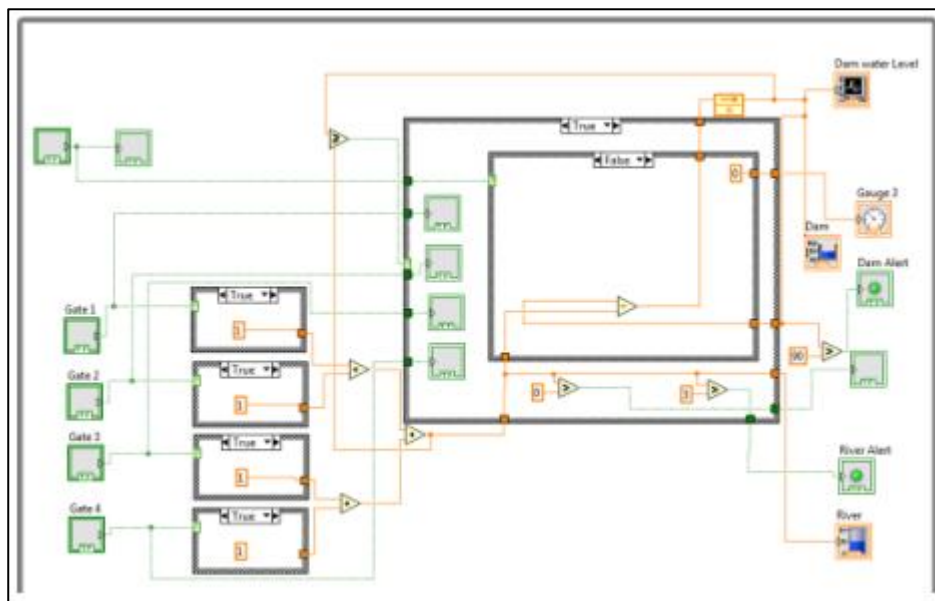 Dam water Level
True
False
0
Gauge 3
Dam
Dam Alert
Gate 1
True
1
90
Gate 2
True
1
0
3
Gate 3
True
1
River Alert
Gate 4
True
1
River